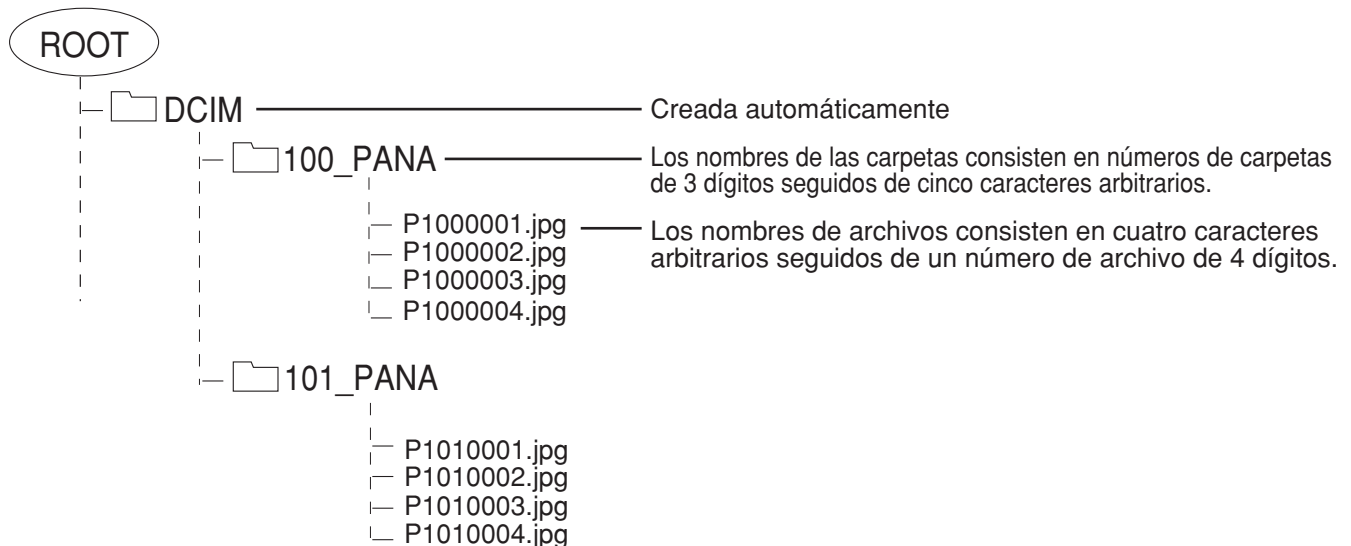 ROOT
DCIM
Creada automáticamente
100_PANA
Los nombres de las carpetas consisten en números de carpetas
de 3 dígitos seguidos de cinco caracteres arbitrarios.
P1000001.jpg
Los nombres de archivos consisten en cuatro caracteres
arbitrarios seguidos de un número de archivo de 4 dígitos.
P1000002.jpg
P1000003.jpg
P1000004.jpg
101_PANA
P1010001.jpg
P1010002.jpg
P1010003.jpg
P1010004.jpg